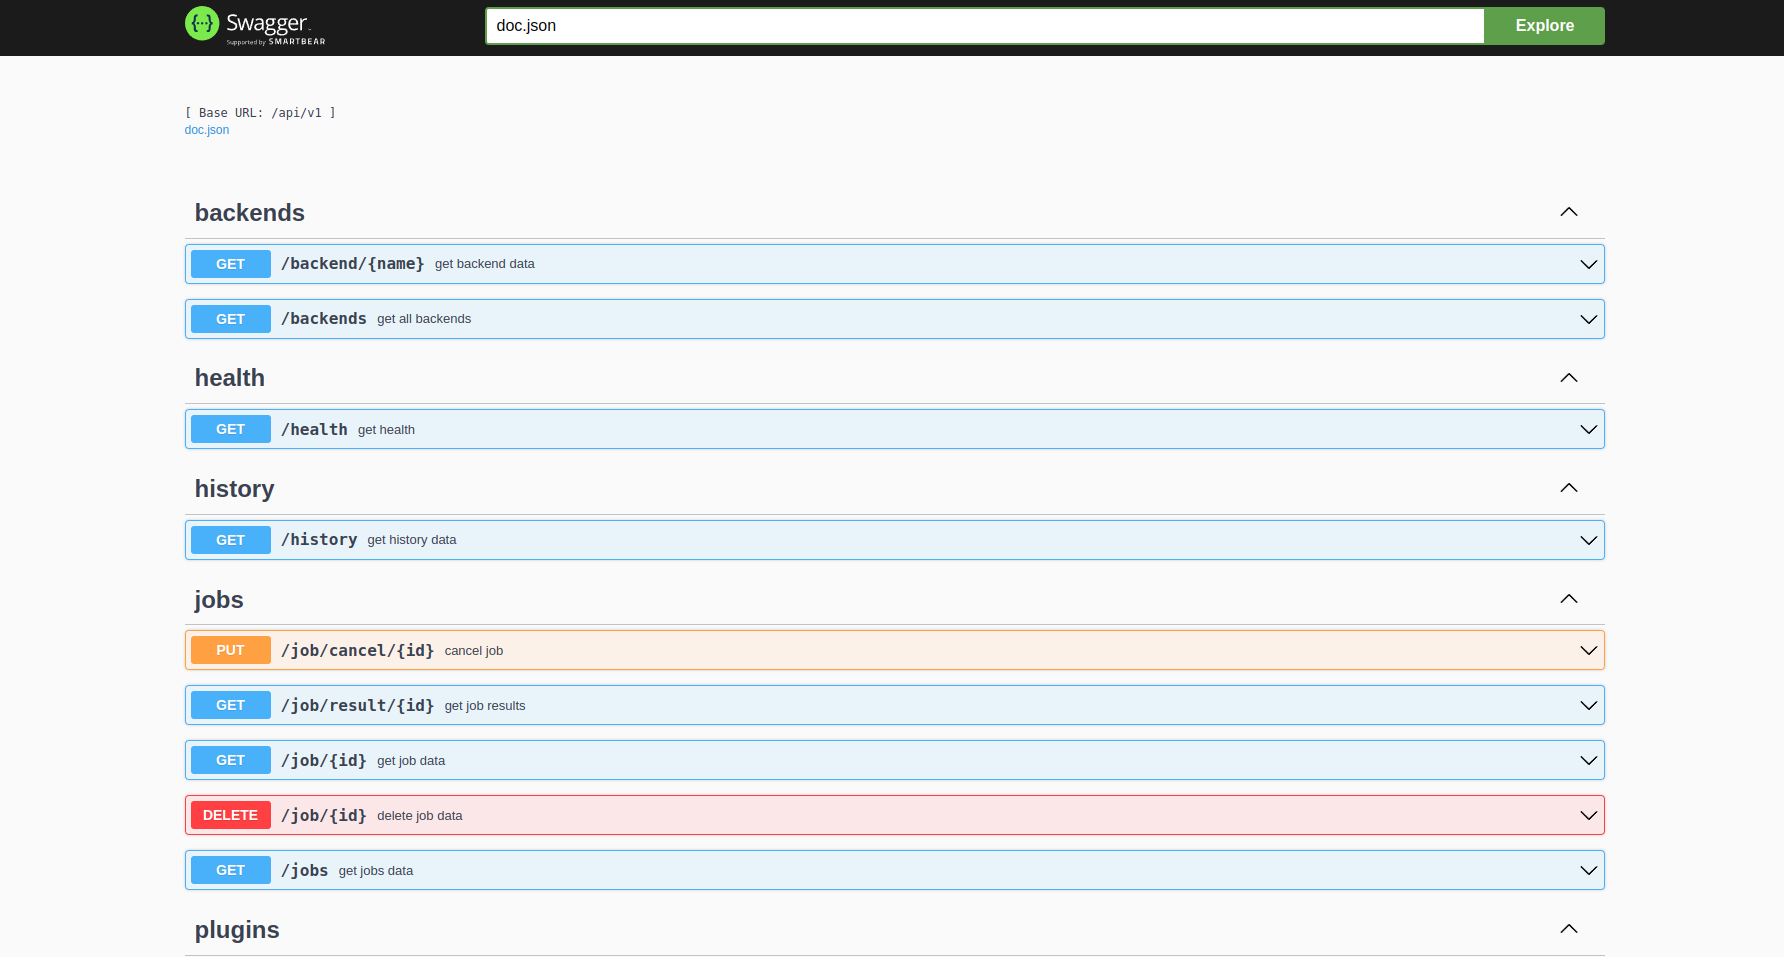 Swagger
Supported by SMARTBEAR
doc.json
Explore
[ Base URL: /api/v1 ]
doc.json
backends
GET /backend/{name} get backend data
GET /backends get all backends
health
GET /health get health
history
GET /history get history data
jobs
PUT /job/cancel/{id} cancel job
GET /job/result/{id} get job results
GET /job/{id} get job data
DELETE /job/{id} delete job data
GET /jobs get jobs data
plugins